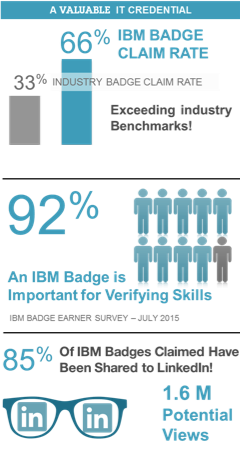 A VALUABLE IT CREDENTIAL
66% IBM BADGE
CLAIM RATE
33% INDUSTRY BADGE CLAIM RATE
Exceeding industry
Benchmarks!
92%
An IBM Badge is
Important for Verifying Skills
IBM BADGE EARNER SURVEY – JULY 2015
85% Of IBM Badges Claimed Have
Been Shared to LinkedIn!
in in
1.6 M
Potential
Views